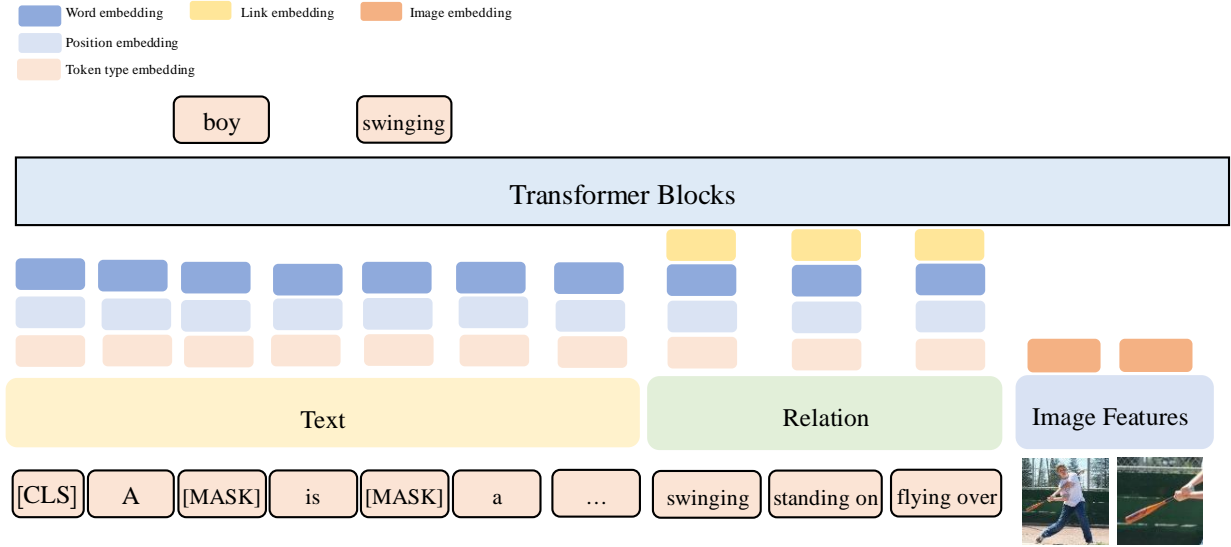 Word embedding Link embedding Image embedding
Position embedding
Token type embedding
boy swinging
Transformer Blocks
Text Relation Image Features
[CLS] A [MASK] is [MASK] a … swinging standing on flying over